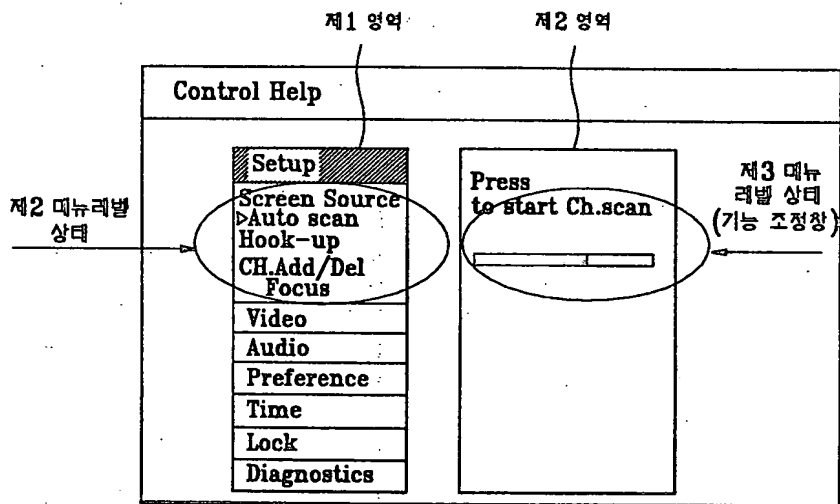 제1 영역
제2 영역
Control Help
Setup
Screen Source
▷Auto scan
Hook-up
CH.Add/Del
Focus
Video
Audio
Preference
Time
Lock
Diagnostics
Press
to start Ch.scan
제2 메뉴레벨
상태
제3 메뉴
레벨 상태
(기능 조정창)